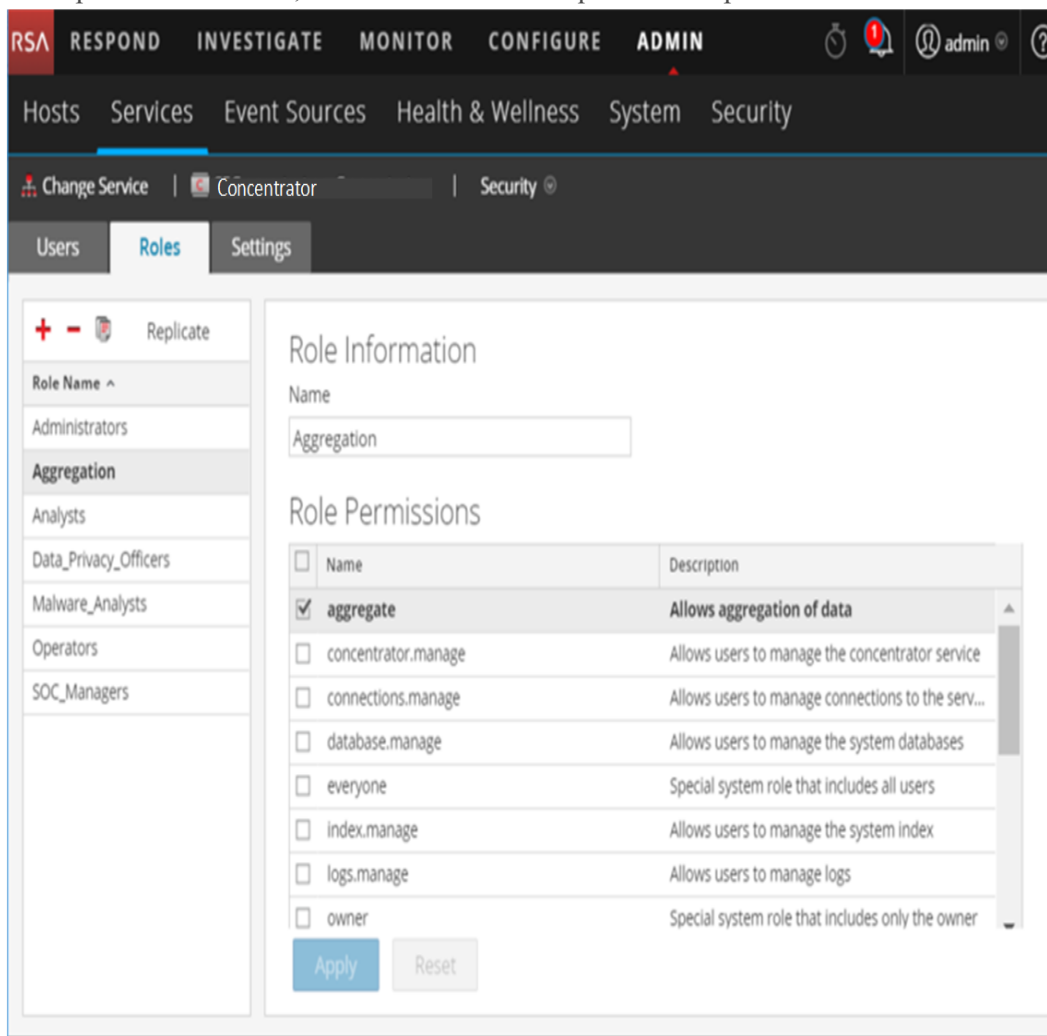 RSA RESPOND INVESTIGATE MONITOR CONFIGURE ADMIN 1 admin ?
Hosts Services Event Sources Health & Wellness System Security
Change Service | C Concentrator | Security
Users Roles Settings
Replicate
Role Name
Administrators
Aggregation
Analysts
Data_Privacy_Officers
Malware_Analysts
Operators
SOC_Managers
Role Information
Name
Aggregation
Role Permissions
Name Description
aggregate Allows aggregation of data
concentrator.manage Allows users to manage the concentrator service
connections.manage Allows users to manage connections to the serv...
database.manage Allows users to manage the system databases
everyone Special system role that includes all users
index.manage Allows users to manage the system index
logs.manage Allows users to manage logs
owner Special system role that includes only the owner
Apply Reset